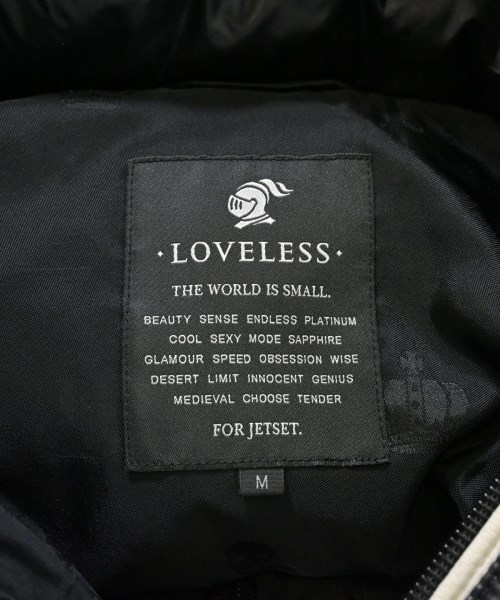 · LOVELESS ·
THE WORLD IS SMALL.
BEAUTY SENSE ENDLESS PLATINUM
COOL SEXY MODE SAPPHIRE
GLAMOUR SPEED OBSESSION WISE
DESERT LIMIT INNOCENT GENIUS
MEDIEVAL CHOOSE TENDER
FOR JETSET.
M